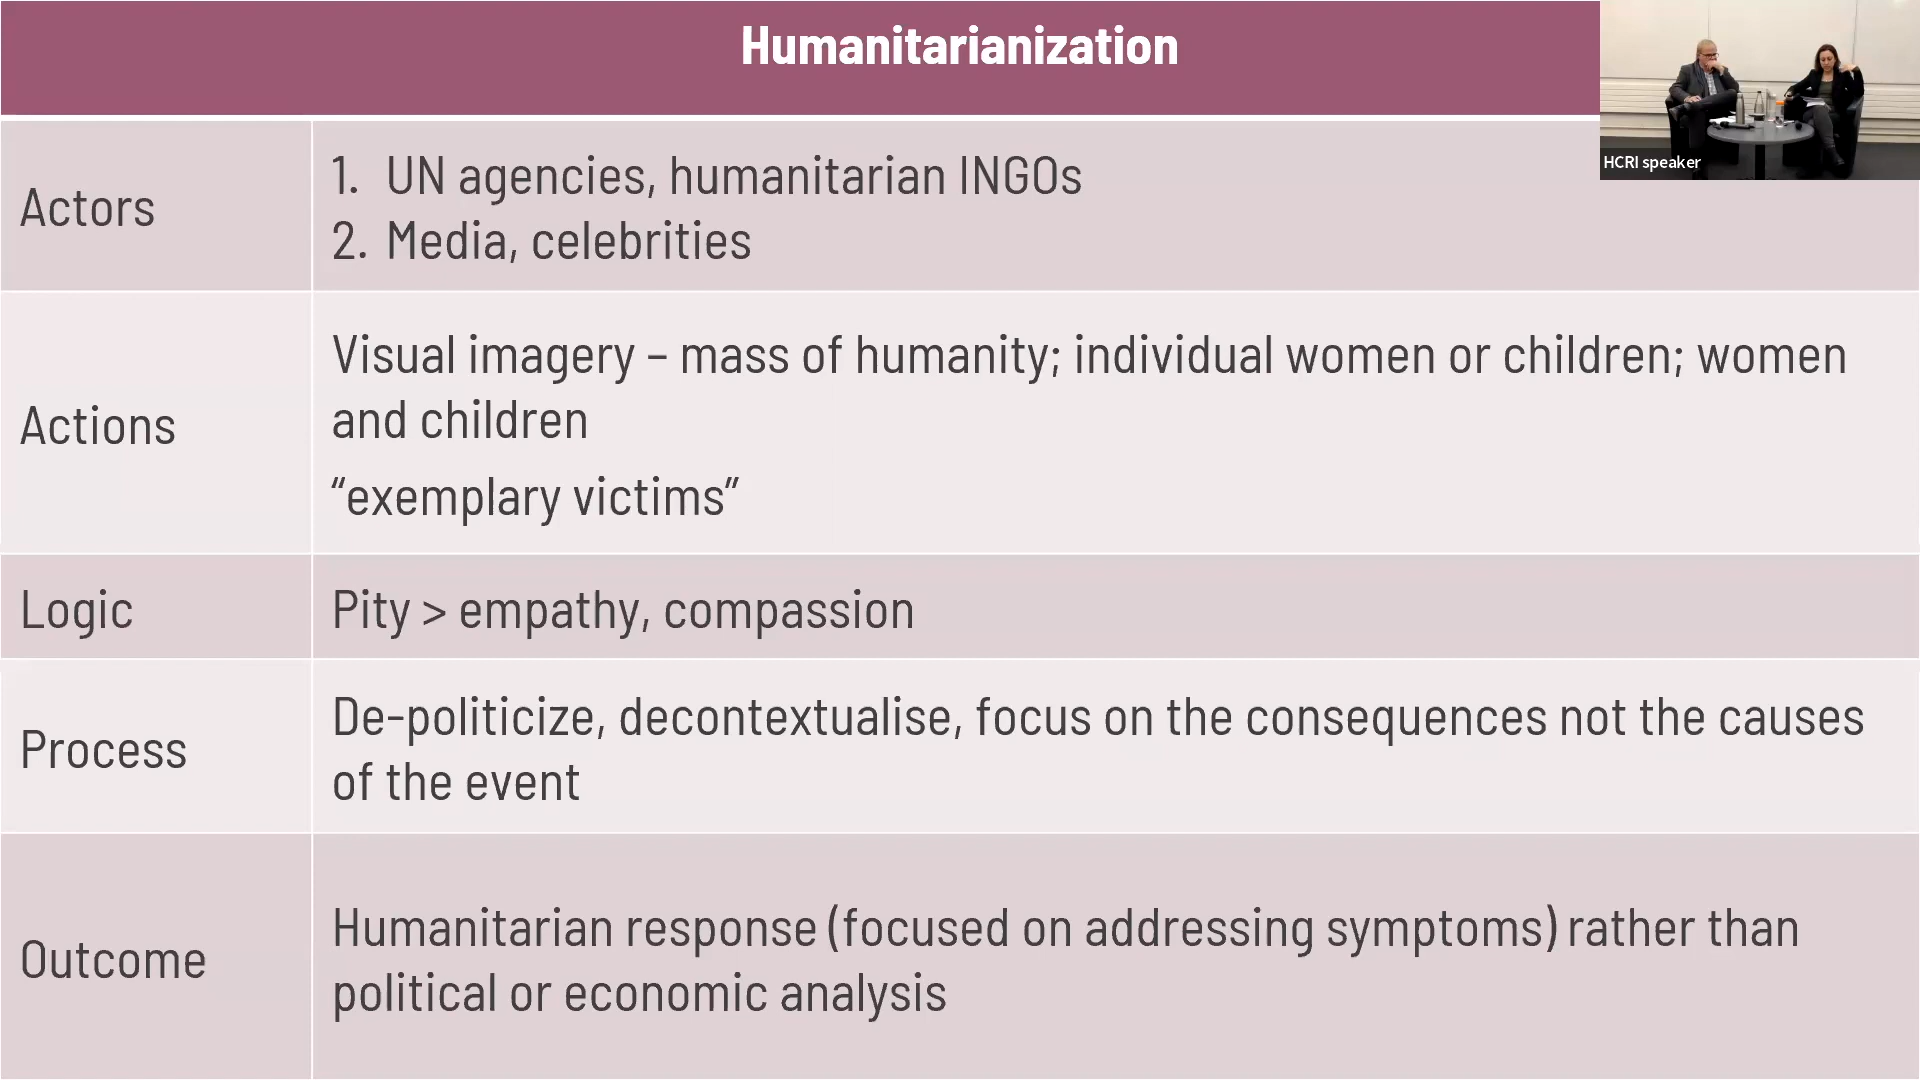 Humanitarianization
HCRI speaker
Actors
1. UN agencies, humanitarian INGOs
2. Media, celebrities
Actions
Visual imagery – mass of humanity; individual women or children; women
and children
“exemplary victims”
Logic
Pity > empathy, compassion
Process
De-politicize, decontextualise, focus on the consequences not the causes
of the event
Outcome
Humanitarian response (focused on addressing symptoms) rather than
political or economic analysis